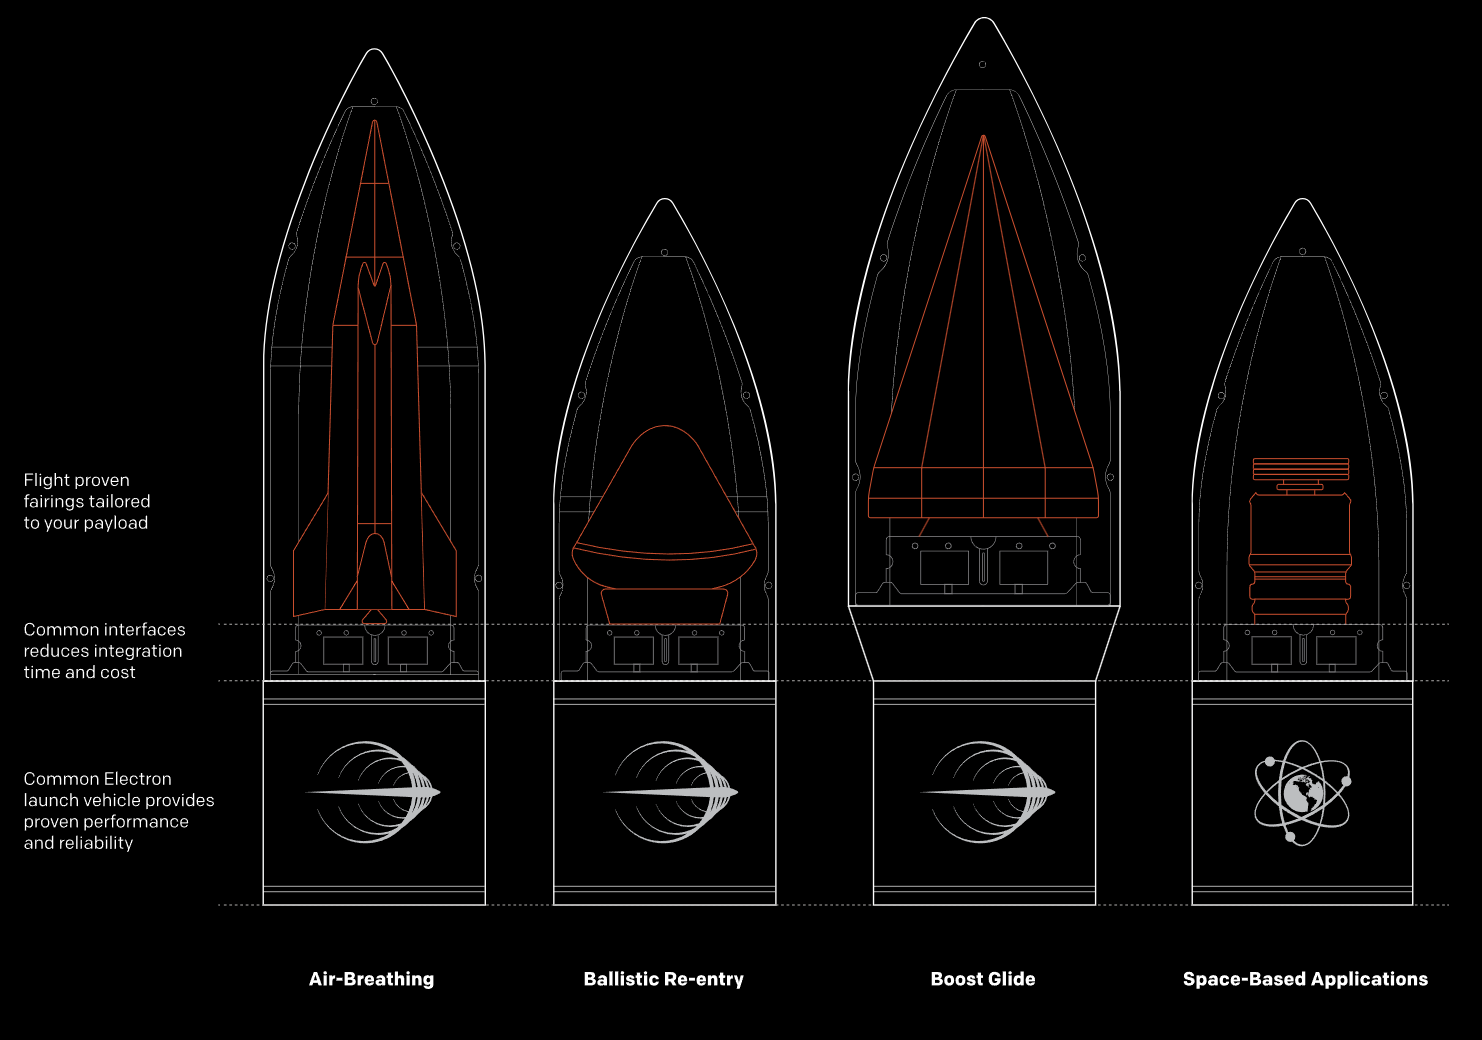 Flight proven
fairings tailored
to your payload
Common interfaces
reduces integration
time and cost
Common Electron
launch vehicle provides
proven performance
and reliability
Air-Breathing
Ballistic Re-entry
Boost Glide
Space-Based Applications